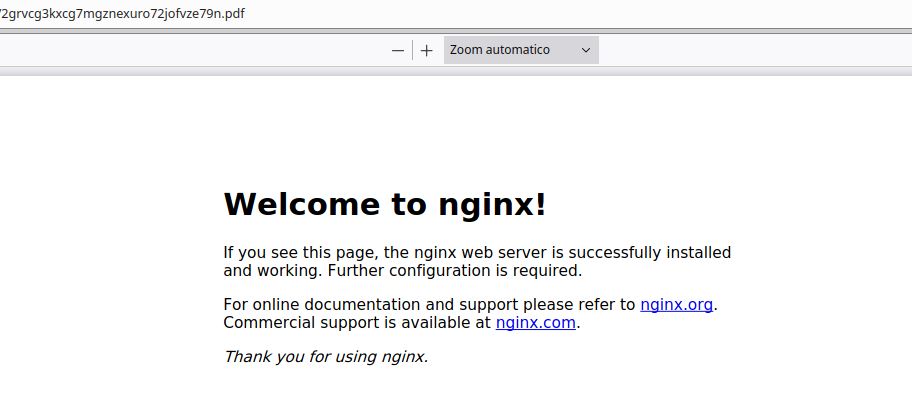 /2grvcg3kxcg7mgznexuro72jofvze79n.pdf
Zoom automatico
Welcome to nginx!
If you see this page, the nginx web server is successfully installed
and working. Further configuration is required.
For online documentation and support please refer to nginx.org.
Commercial support is available at nginx.com.
Thank you for using nginx.